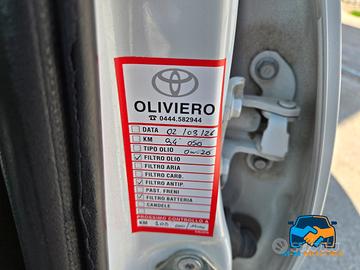 OLIVIERO
☎0444.582944
DATA 02/03/26
KM 94 050
TIPO OLIO 0W-20
FILTRO OLIO
FILTRO ARIA
FILTRO CARB.
FILTRO ANTIP.
PAST. FRENI
FILTRO BATTERIA
CANDELE
PROSSIMO CONTROLLO A
KM